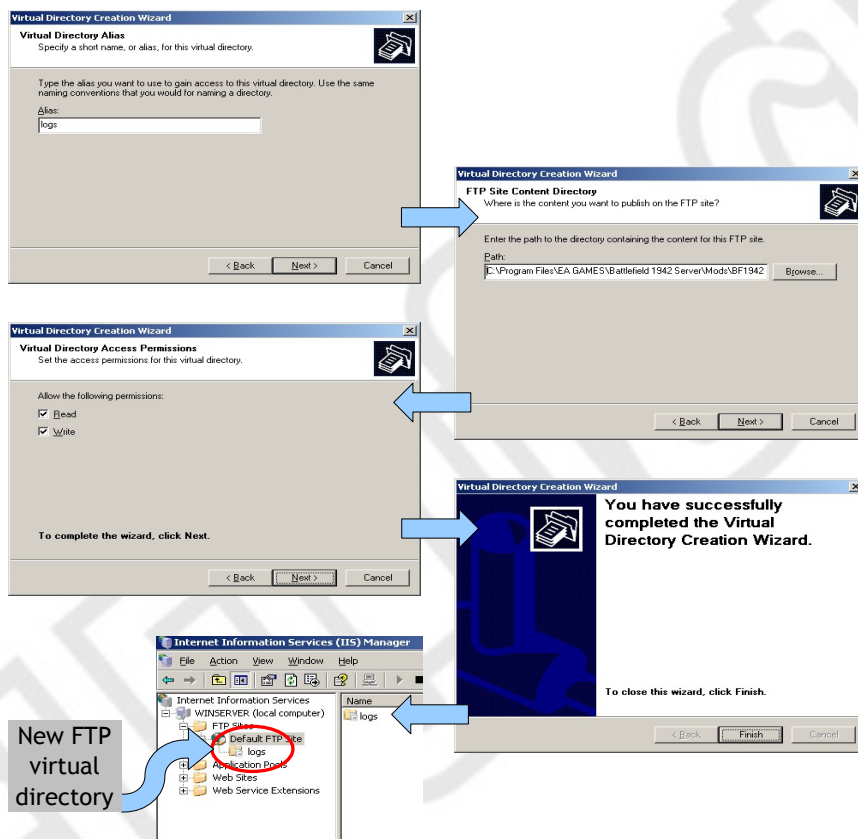 Virtual Directory Creation Wizard
Virtual Directory Alias
Specify a short name, or alias, for this virtual directory.
Type the alias you want to use to gain access to this virtual directory. Use the same
naming conventions that you would for naming a directory.
Alias:
logs
< Back
Next >
Cancel
Virtual Directory Creation Wizard
FTP Site Content Directory
Where is the content you want to publish on the FTP site?
Enter the path to the directory containing the content for this FTP site.
Path:
C:\Program Files\EA GAMES\Battlefield 1942 Server\Mods\BF1942
Browse...
< Back
Next >
Cancel
Virtual Directory Creation Wizard
Virtual Directory Access Permissions
Set the access permissions for this virtual directory.
Allow the following permissions:
Read
Write
To complete the wizard, click Next.
< Back
Next >
Cancel
Virtual Directory Creation Wizard
You have successfully
completed the Virtual
Directory Creation Wizard.
To close this wizard, click Finish.
< Back
Finish
Cancel
Internet Information Services (IIS) Manager
File Action View Window Help
Internet Information Services
WINSERVER (local computer)
FTP Sites
Default FTP Site
logs
Application Pools
Web Sites
Web Service Extensions
Name
logs
New FTP
virtual
directory